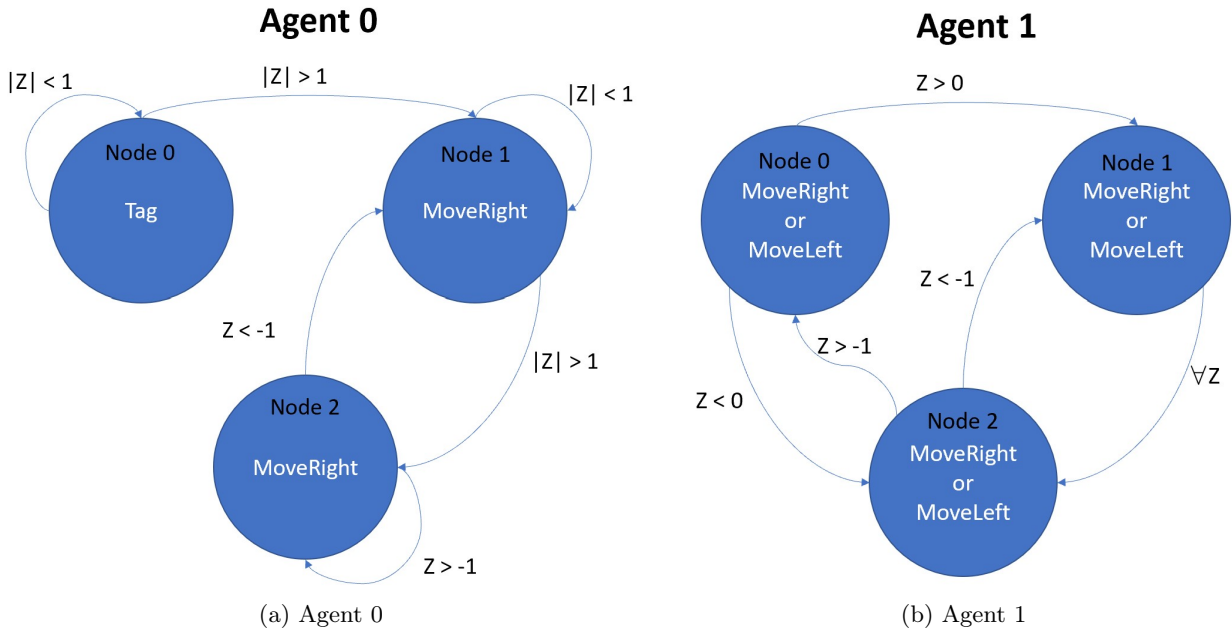 Agent 0
|Z| < 1
|Z| > 1
|Z| < 1
Node 0
Tag
Node 1
MoveRight
Z < -1
|Z| > 1
Node 2
MoveRight
Z > -1
(a) Agent 0
Agent 1
Z > 0
Node 0
MoveRight
or
MoveLeft
Node 1
MoveRight
or
MoveLeft
Z < -1
Z > -1
Z < 0
∀Z
Node 2
MoveRight
or
MoveLeft
(b) Agent 1